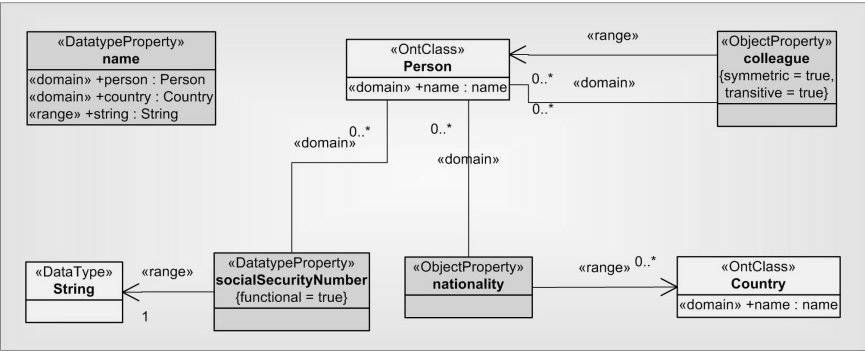 «DatatypeProperty»
name
«domain» +person : Person
«domain» +country : Country
«range» +string : String
«OntClass»
Person
«domain» +name : name
«range»
«ObjectProperty»
colleague
{symmetric = true,
transitive = true}
0..*
«domain»
0..*
0..*
«domain»
0..*
«domain»
«DataType»
String
«range»
1
«DatatypeProperty»
socialSecurityNumber
{functional = true}
«ObjectProperty»
nationality
«range»
0..*
«OntClass»
Country
«domain» +name : name